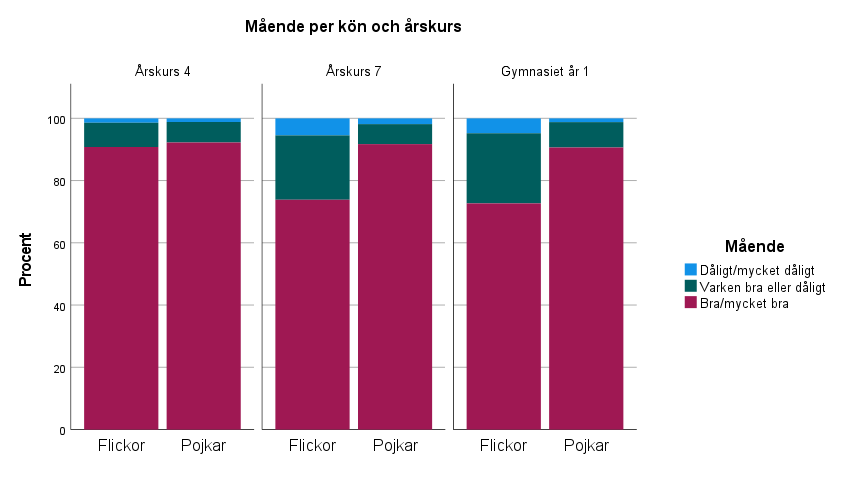 Mående per kön och årskurs
Årskurs 4
Årskurs 7
Gymnasiet år 1
100
80
60
40
20
0
Procent
Flickor
Pojkar
Flickor
Pojkar
Flickor
Pojkar
Mående
Dåligt/mycket dåligt
Varken bra eller dåligt
Bra/mycket bra